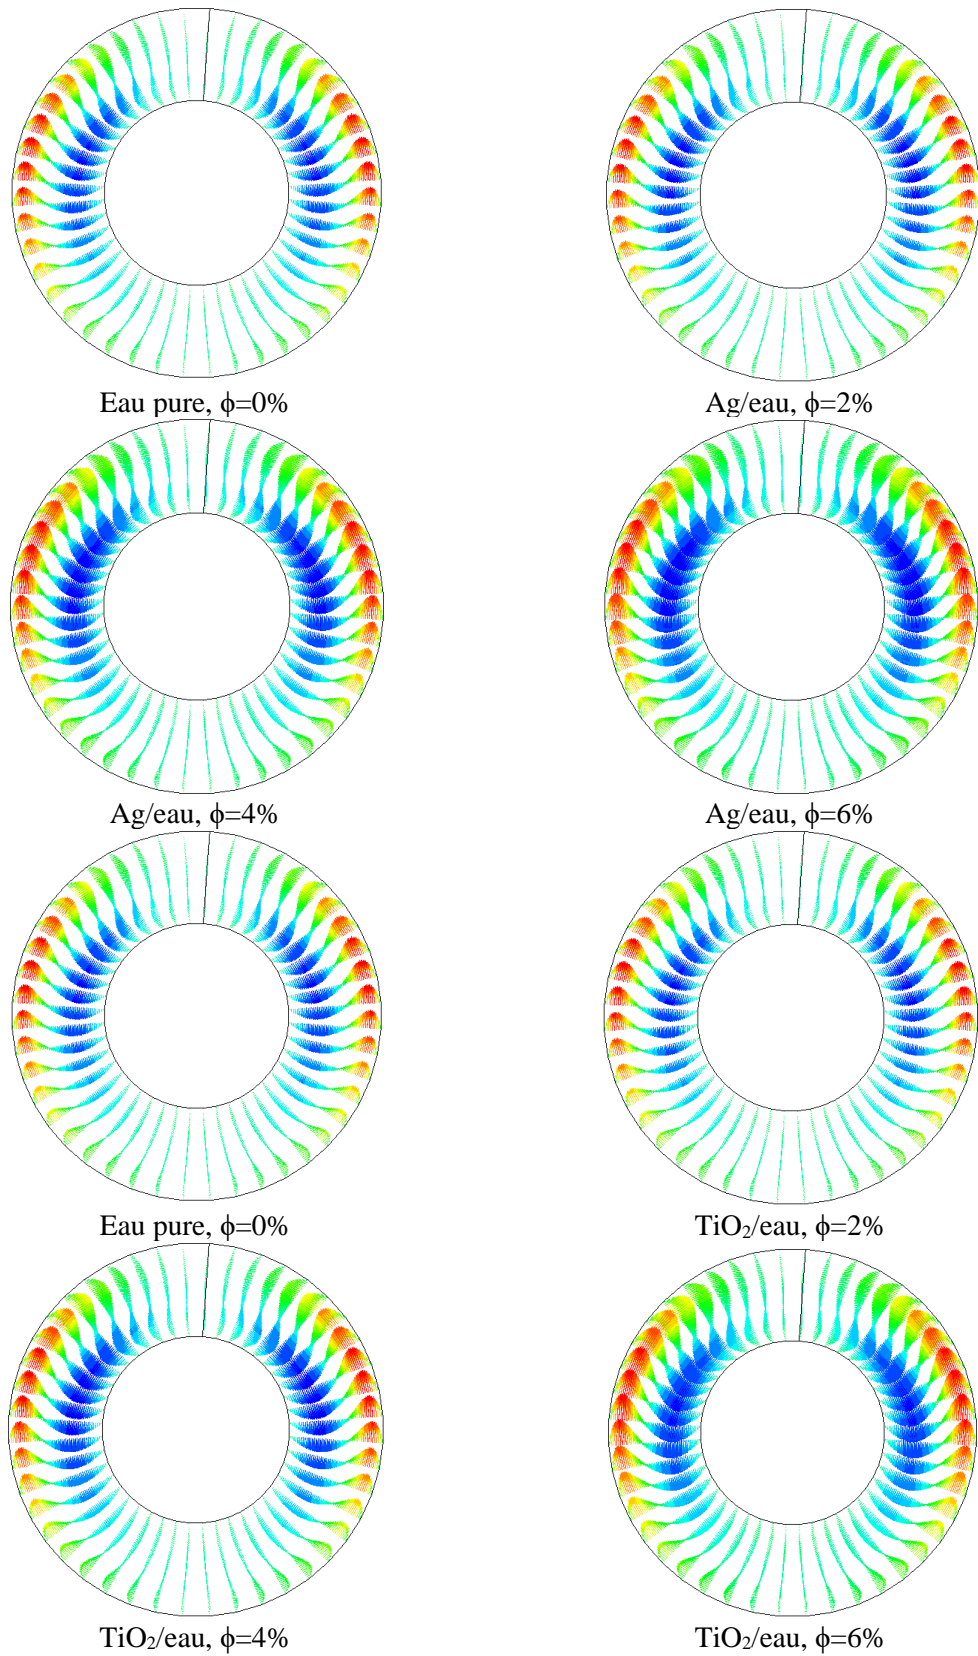 Eau pure, ϕ=0%
Ag/eau, ϕ=2%
Ag/eau, ϕ=4%
Ag/eau, ϕ=6%
Eau pure, ϕ=0%
TiO₂/eau, ϕ=2%
TiO₂/eau, ϕ=4%
TiO₂/eau, ϕ=6%